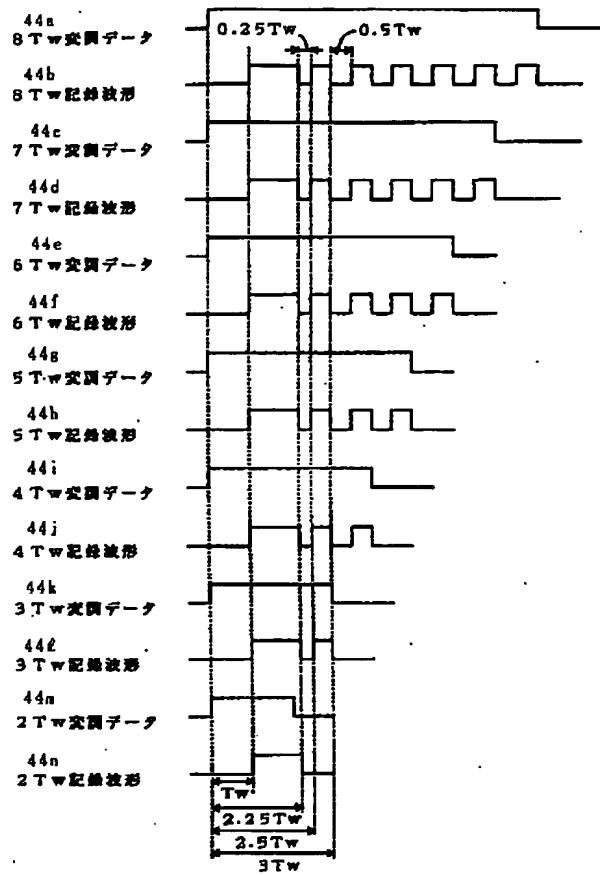 44a
8Tw変調データ
0.25Tw
0.5Tw
44b
8Tw記録波形
44c
7Tw変調データ
44d
7Tw記録波形
44e
6Tw変調データ
44f
6Tw記録波形
44g
5Tw変調データ
44h
5Tw記録波形
44i
4Tw変調データ
44j
4Tw記録波形
44k
3Tw変調データ
44ℓ
3Tw記録波形
44m
2Tw変調データ
44n
2Tw記録波形
Tw
2.25Tw
2.5Tw
3Tw